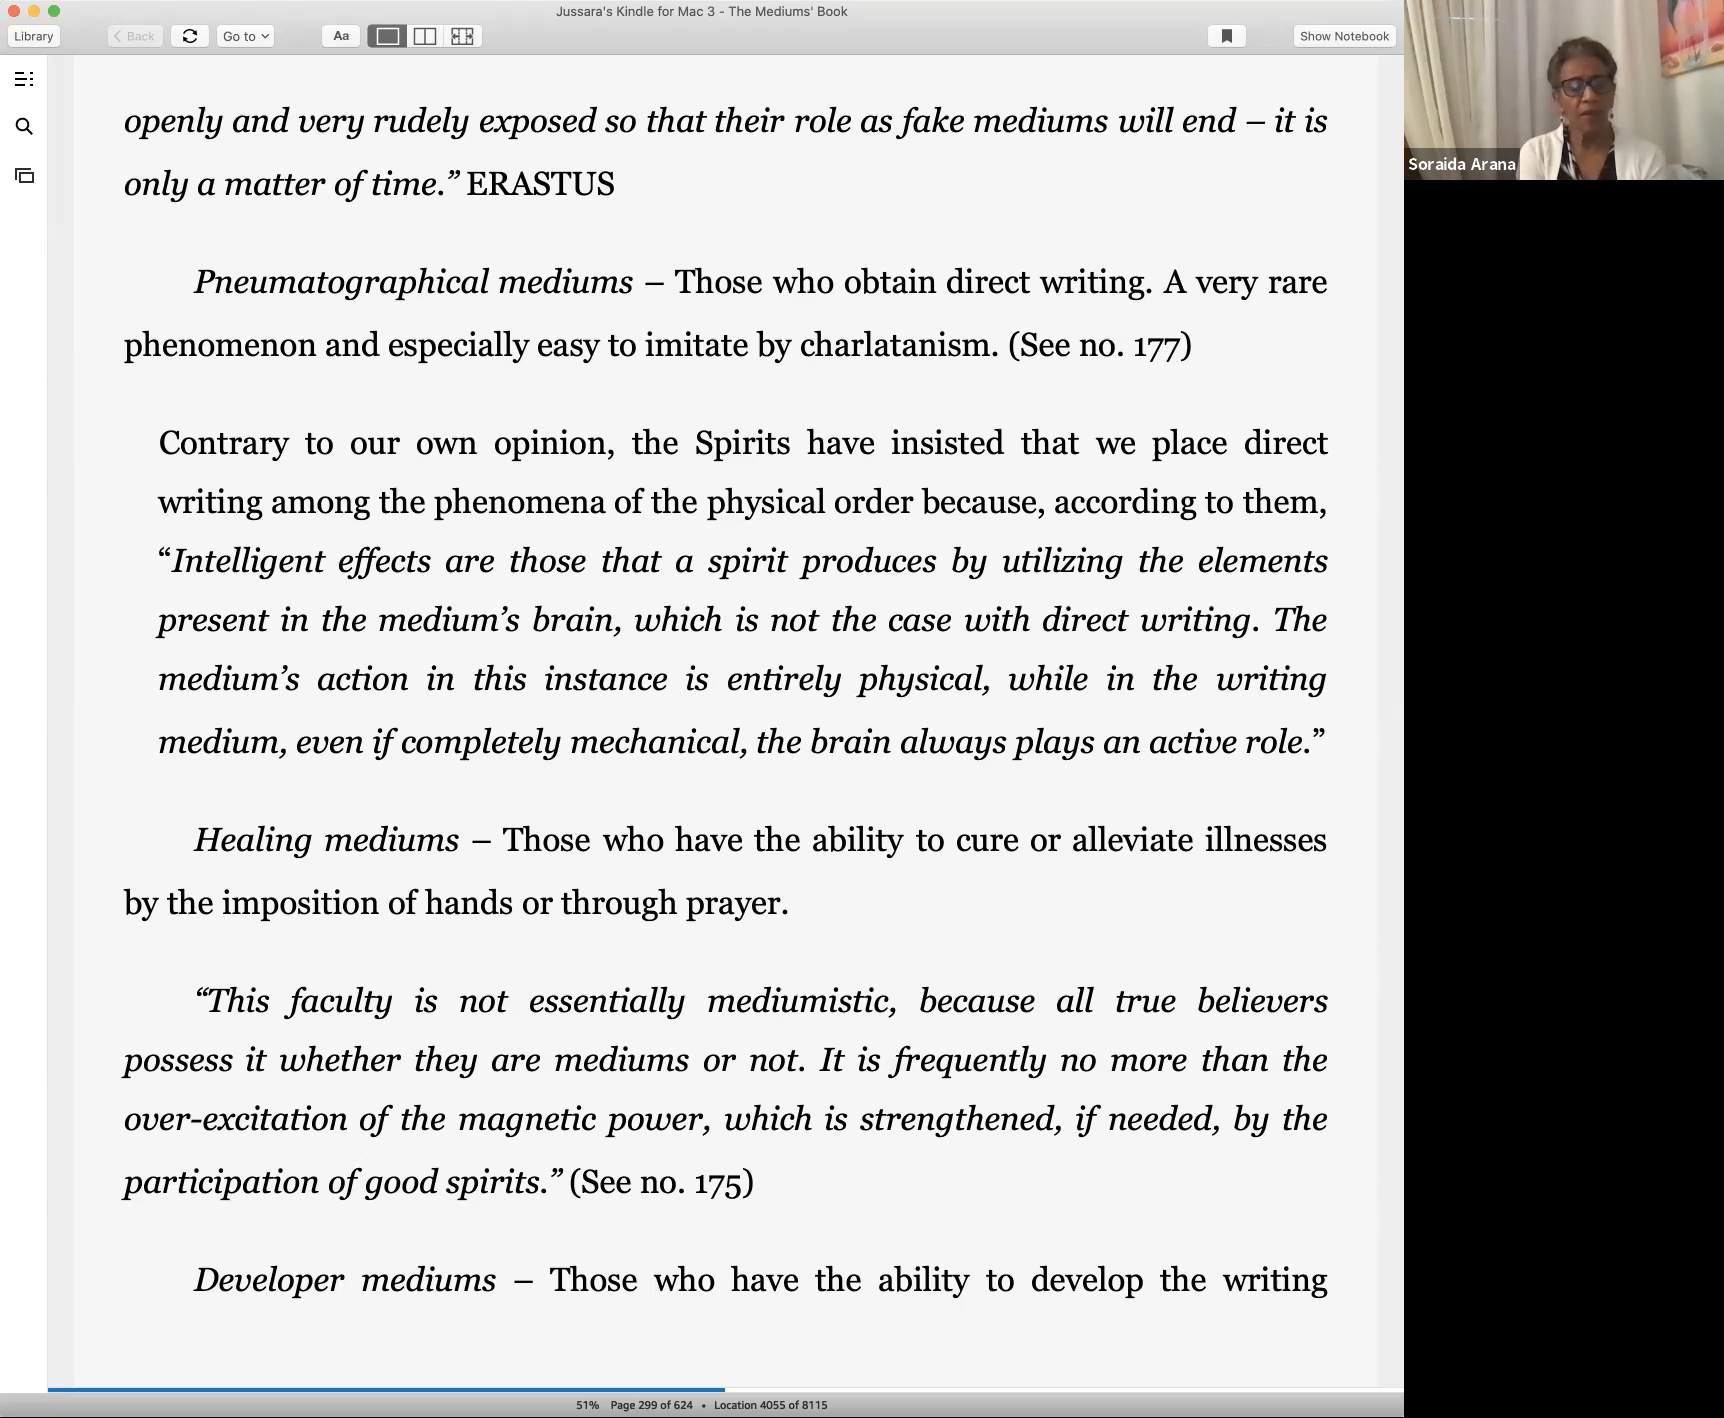 Jussara's Kindle for Mac 3 - The Mediums' Book
Library
Back
Go to
Aa
Show Notebook
openly and very rudely exposed so that their role as fake mediums will end – it is
only a matter of time.” ERASTUS
Pneumatographical mediums – Those who obtain direct writing. A very rare
phenomenon and especially easy to imitate by charlatanism. (See no. 177)
Contrary to our own opinion, the Spirits have insisted that we place direct
writing among the phenomena of the physical order because, according to them,
“Intelligent effects are those that a spirit produces by utilizing the elements
present in the medium’s brain, which is not the case with direct writing. The
medium’s action in this instance is entirely physical, while in the writing
medium, even if completely mechanical, the brain always plays an active role.”
Healing mediums – Those who have the ability to cure or alleviate illnesses
by the imposition of hands or through prayer.
“This faculty is not essentially mediumistic, because all true believers
possess it whether they are mediums or not. It is frequently no more than the
over-excitation of the magnetic power, which is strengthened, if needed, by the
participation of good spirits.” (See no. 175)
Developer mediums – Those who have the ability to develop the writing
51% Page 299 of 624 • Location 4055 of 8115
Soraida Arana